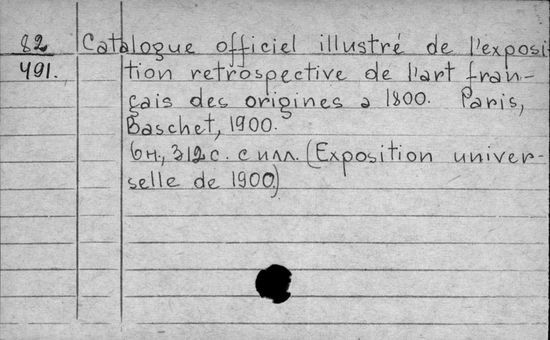 82 Catalogue officiel illustré de l'exposi
491. tion retrospective de l'art fran-
çais des origines a 1800. Paris,
Baschet, 1900.
6н., 312 с. с илл. (Exposition univer-
selle de 1900)